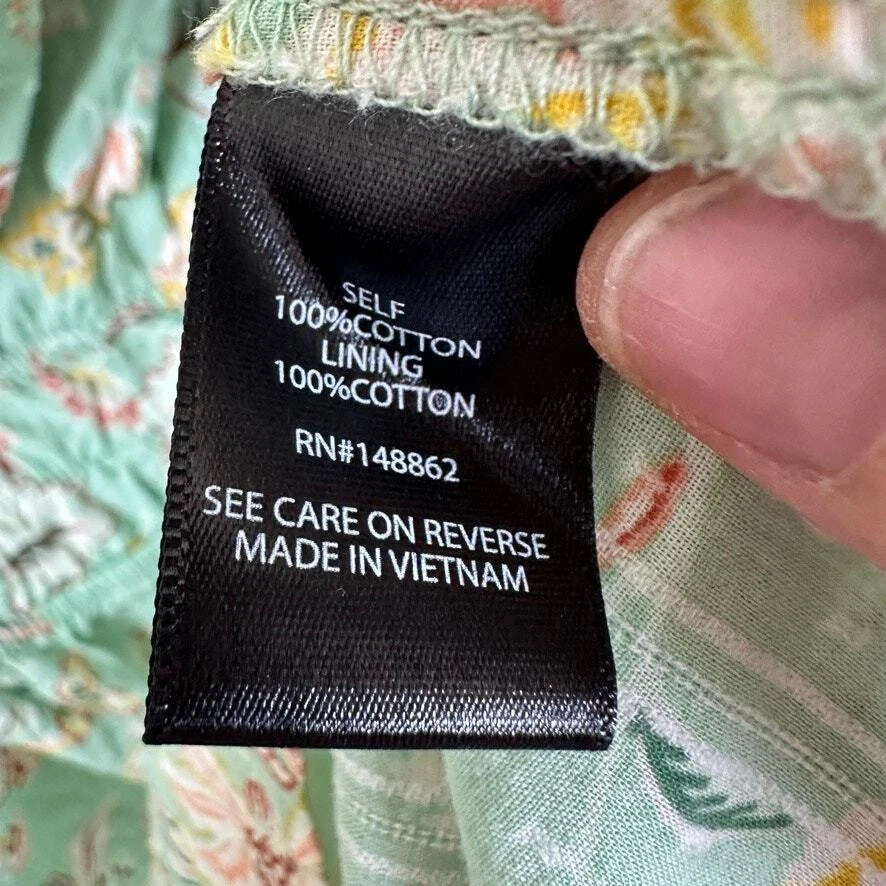 SELF
100%COTTON
LINING
100%COTTON
RN#148862
SEE CARE ON REVERSE
MADE IN VIETNAM